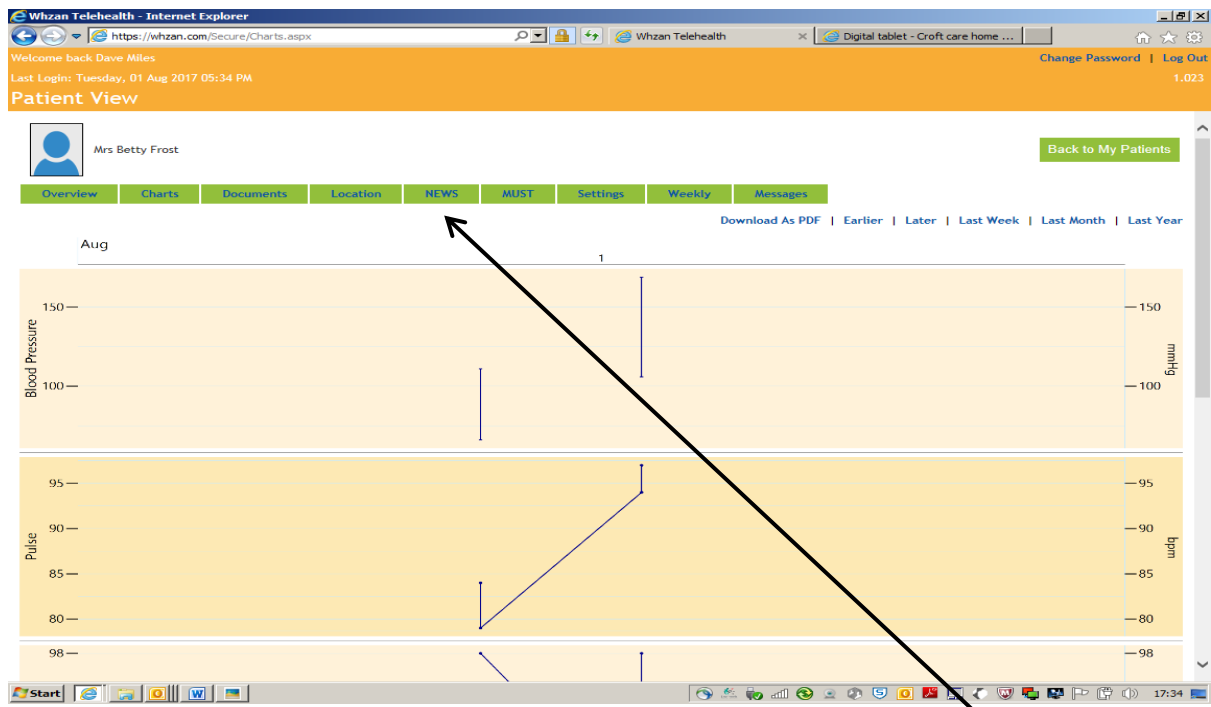 Whzan Telehealth - Internet Explorer
https://whzan.com/Secure/Charts.aspx
Whzan Telehealth
Digital tablet - Croft care home ...
Welcome back Dave Miles
Change Password | Log Out
Last Login: Tuesday, 01 Aug 2017 05:34 PM
1.023
Patient View
Mrs Betty Frost
Back to My Patients
Overview Charts Documents Location NEWS MUST Settings Weekly Messages
Download As PDF | Earlier | Later | Last Week | Last Month | Last Year
Aug
1
150 150
Blood Pressure
mmHg
100 100
95 95
90 90
Pulse
bpm
85 85
80 80
98 98
Start
17:34